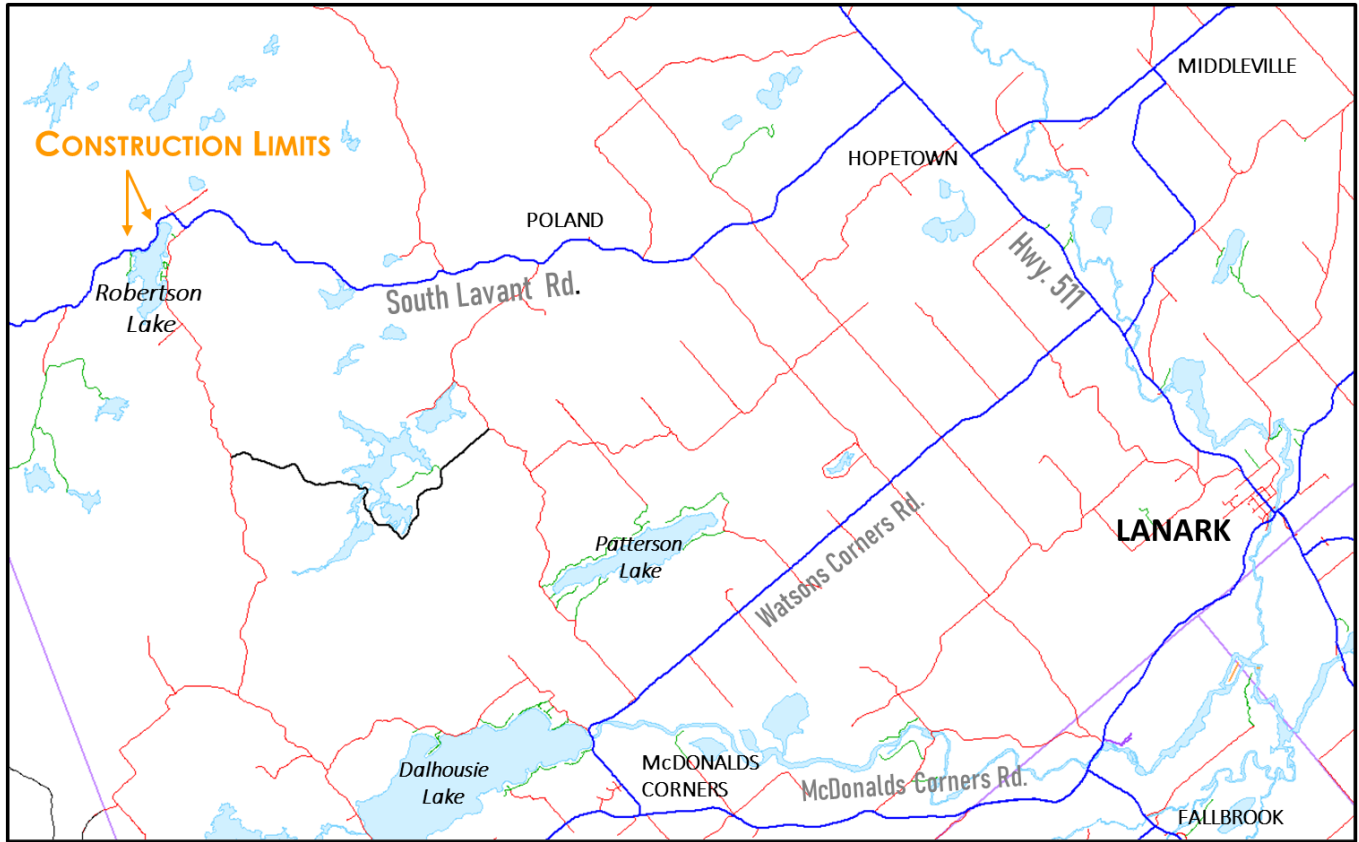 MIDDLEVILLE
CONSTRUCTION LIMITS
HOPETOWN
POLAND
Hwy. 511
South Lavant Rd.
Robertson
Lake
Watsons Corners Rd.
LANARK
Patterson
Lake
McDONALDS
CORNERS
Dalhousie
Lake
McDonalds Corners Rd.
FALLBROOK